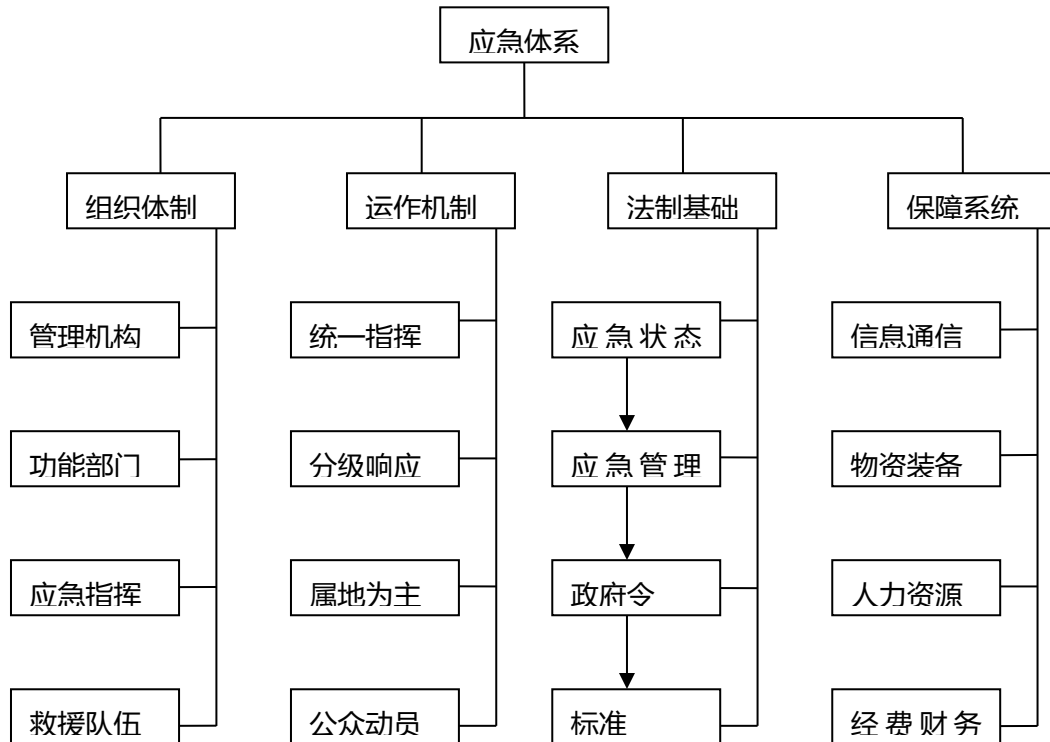 应急体系
组织体制
运作机制
法制基础
保障系统
管理机构
统一指挥
应急状态
信息通信
功能部门
分级响应
应急管理
物资装备
应急指挥
属地为主
政府令
人力资源
救援队伍
公众动员
标准
经费财务